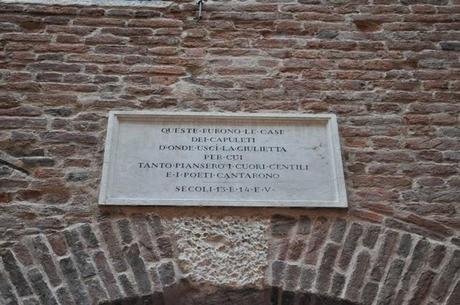 QUESTE FURONO LE CASE
DEI CAPULETI
D'ONDE USCÌ LA GIULIETTA
PER CUI
TANTO PIANSERO I CUORI GENTILI
E I POETI CANTARONO
SECOLI 13 E 14 E·V·